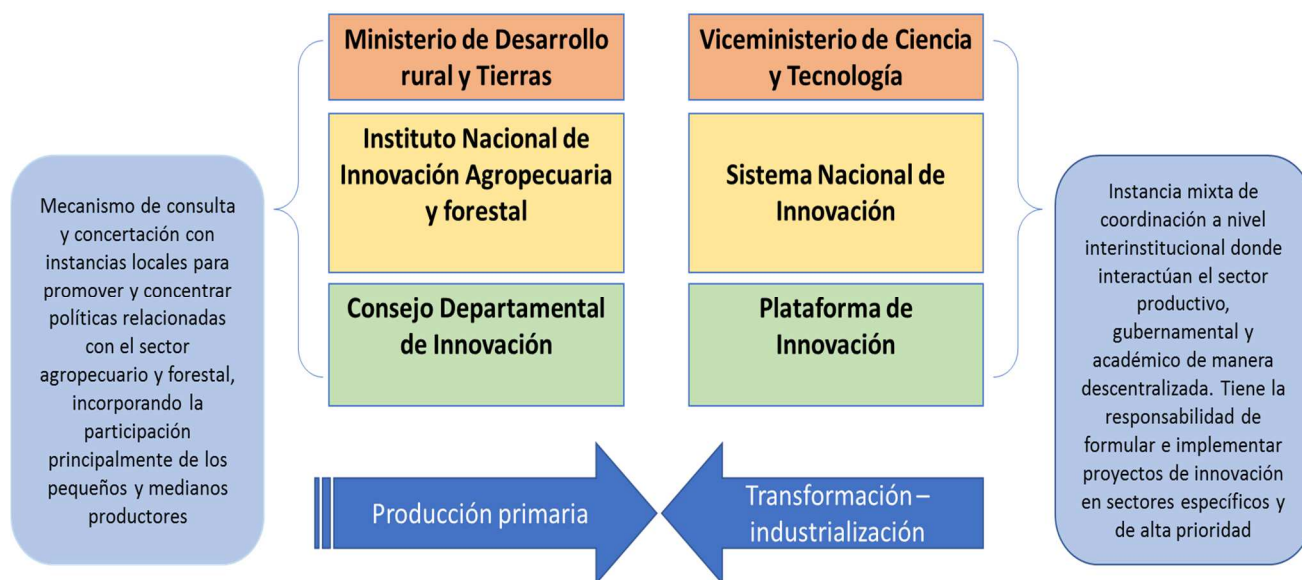 Ministerio de Desarrollo
rural y Tierras
Viceministerio de Ciencia
y Tecnología
Instituto Nacional de
Innovación Agropecuaria
y forestal
Sistema Nacional de
Innovación
Consejo Departamental
de Innovación
Plataforma de
Innovación
Mecanismo de consulta
y concertación con
instancias locales para
promover y concentrar
políticas relacionadas
con el sector
agropecuario y forestal,
incorporando la
participación
principalmente de los
pequeños y medianos
productores
Instancia mixta de
coordinación a nivel
interinstitucional donde
interactúan el sector
productivo,
gubernamental y
académico de manera
descentralizada. Tiene la
responsabilidad de
formular e implementar
proyectos de innovación
en sectores específicos y
de alta prioridad
Producción primaria
Transformación –
industrialización